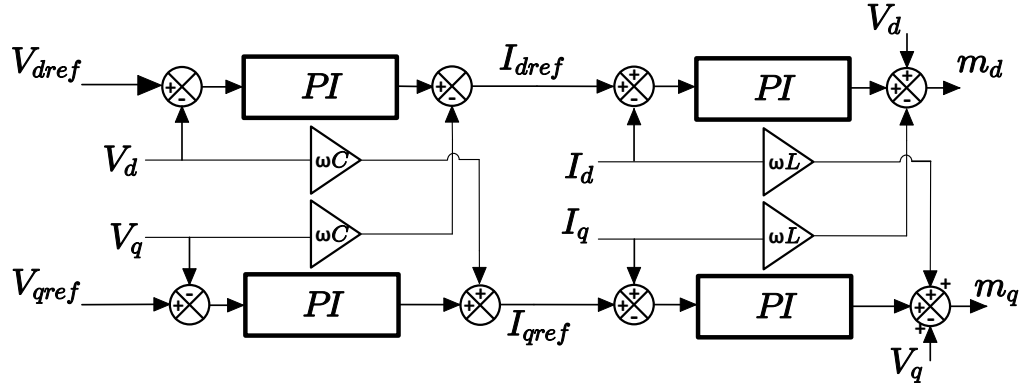 V_d
V_dref + - PI + - I_dref + + - PI + + - m_d
V_d ωC I_d ωL
V_q ωC I_q ωL
V_qref + - PI + + I_qref + + - PI + + - + + m_q
V_q